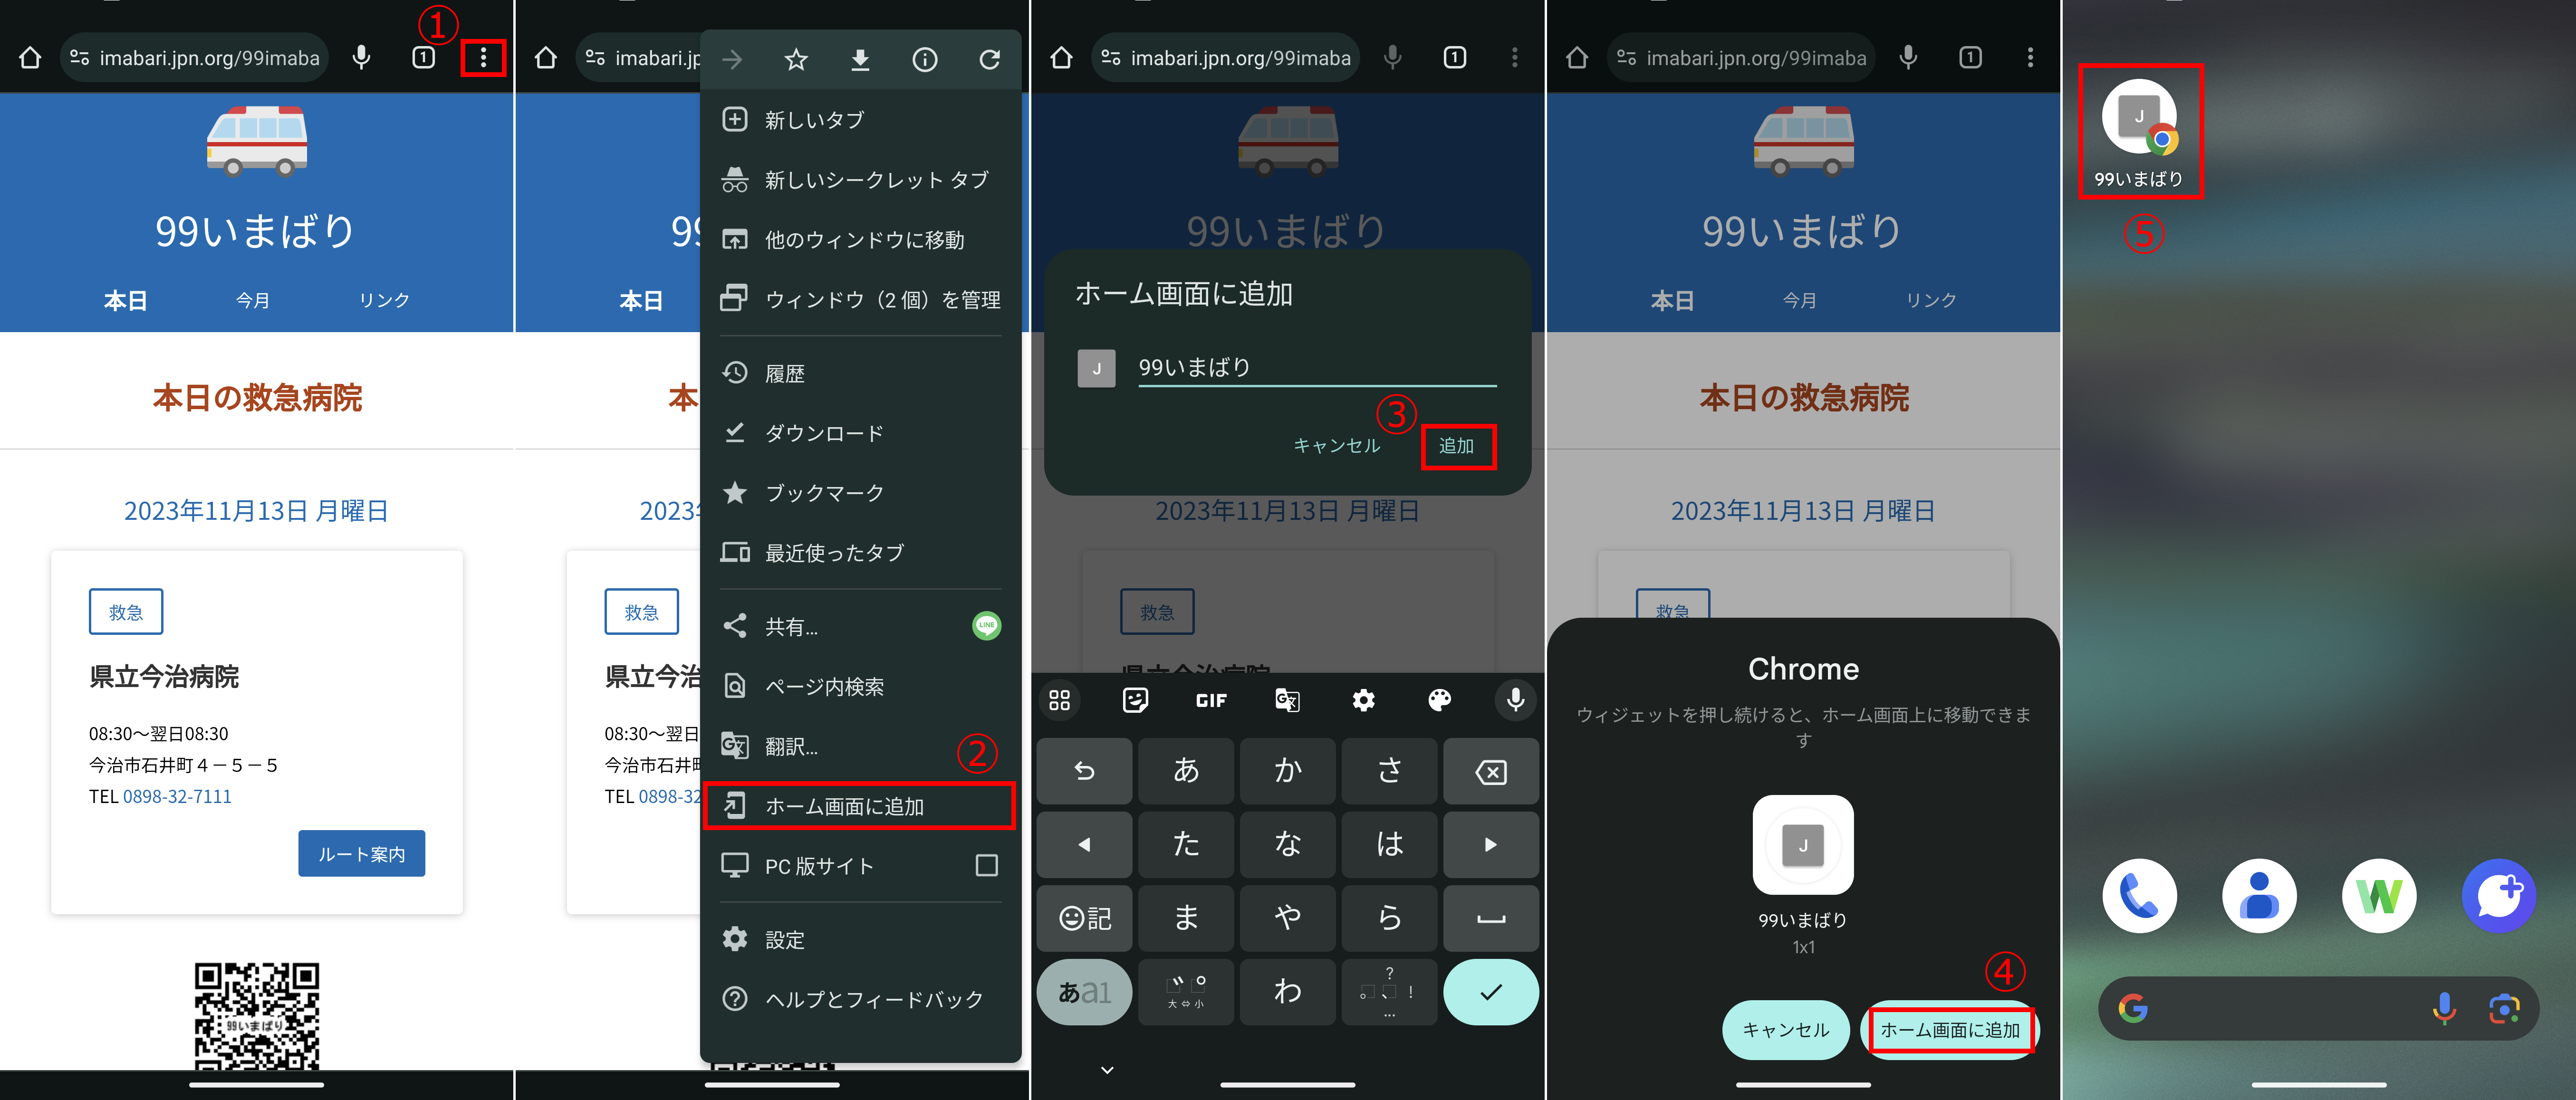 ①
imabari.jpn.org/99imaba
1
99いまばり
本日
今月
リンク
本日の救急病院
2023年11月13日 月曜日
救急
県立今治病院
08:30～翌日08:30
今治市石井町４－５－５
TEL 0898-32-7111
ルート案内
99いまばり
imabari.jp
99
本日
本
2023
救急
県立今治
08:30～翌日
今治市石井町
TEL 0898-32
新しいタブ
新しいシークレット タブ
他のウィンドウに移動
ウィンドウ（2 個）を管理
履歴
ダウンロード
ブックマーク
最近使ったタブ
共有...
LINE
ページ内検索
翻訳...
②
ホーム画面に追加
PC 版サイト
設定
ヘルプとフィードバック
imabari.jpn.org/99imaba
1
99いまばり
ホーム画面に追加
J
99いまばり
③
キャンセル
追加
2023年11月13日 月曜日
救急
県立今治病院
GIF
あ
か
さ
た
な
は
記
ま
や
ら
あa1
大⇔小
わ
?
。、!
...
imabari.jpn.org/99imaba
1
99いまばり
本日
今月
リンク
本日の救急病院
2023年11月13日 月曜日
救急
Chrome
ウィジェットを押し続けると、ホーム画面上に移動できま
す
J
99いまばり
1x1
④
キャンセル
ホーム画面に追加
J
99いまばり
⑤